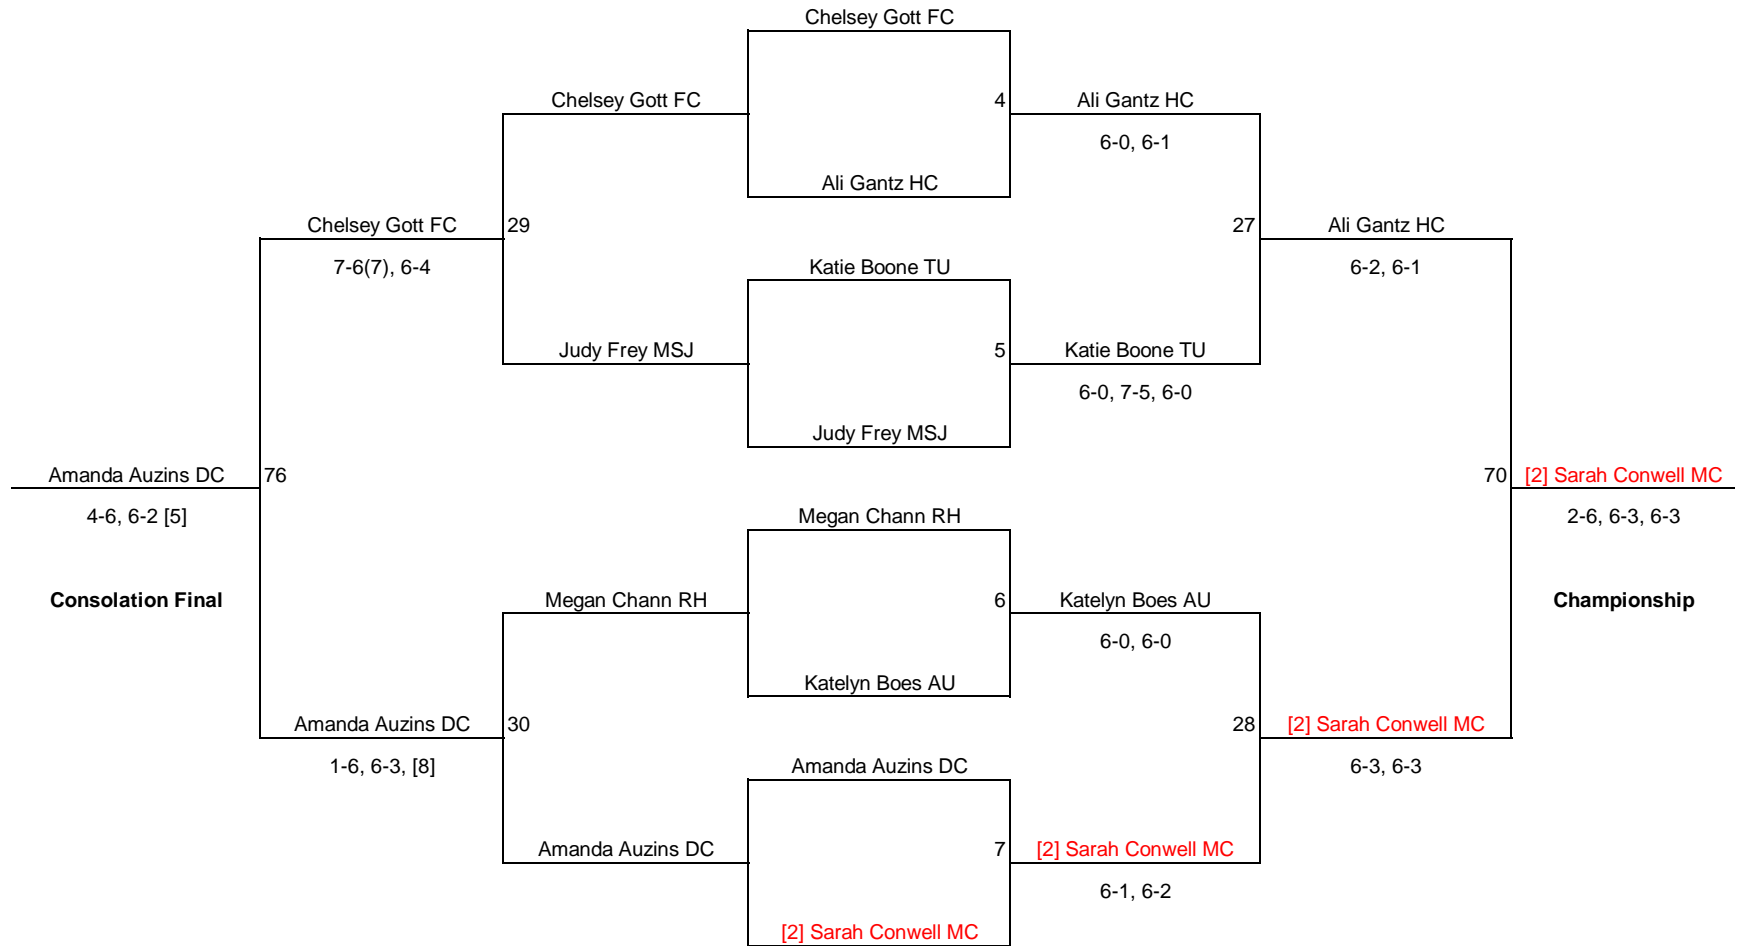 Chelsey Gott FC
Chelsey Gott FC 4 Ali Gantz HC
6-0, 6-1
Ali Gantz HC
Chelsey Gott FC 29 27 Ali Gantz HC
7-6(7), 6-4 Katie Boone TU 6-2, 6-1
Judy Frey MSJ 5 Katie Boone TU
6-0, 7-5, 6-0
Judy Frey MSJ
Amanda Auzins DC 76 70 [2] Sarah Conwell MC
4-6, 6-2 [5] Megan Chann RH 2-6, 6-3, 6-3
Consolation Final Megan Chann RH 6 Katelyn Boes AU Championship
6-0, 6-0
Katelyn Boes AU
Amanda Auzins DC 30 28 [2] Sarah Conwell MC
1-6, 6-3, [8] Amanda Auzins DC 6-3, 6-3
Amanda Auzins DC 7 [2] Sarah Conwell MC
6-1, 6-2
[2] Sarah Conwell MC